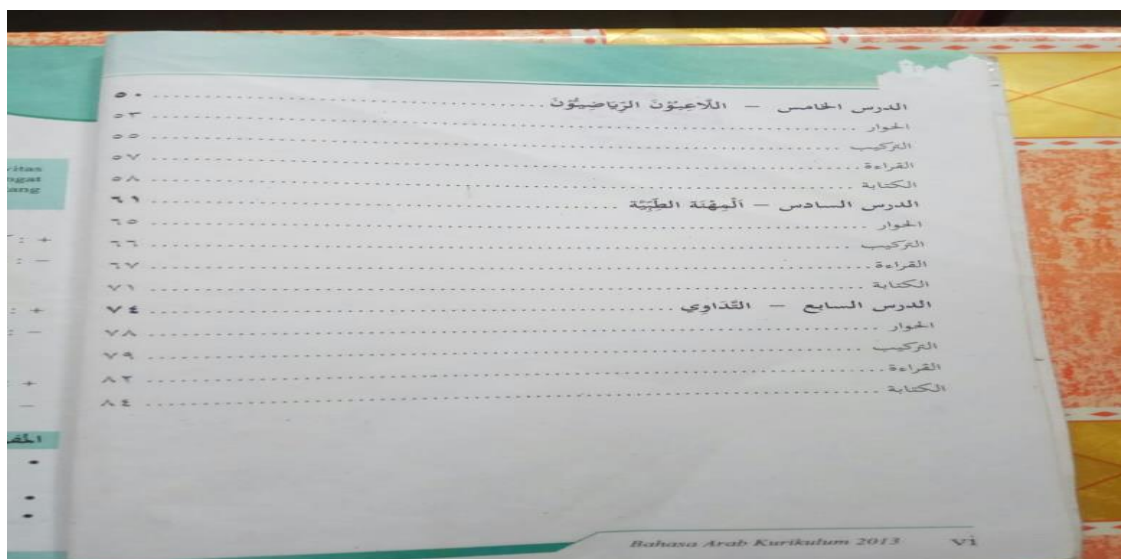 الدرس الخامس – اللَّاعِبُوْنَ الرِّيَاضِيُّوْنَ ........ ٥٠
الحوار ........ ٥٣
التركيب ........ ٥٥
القراءة ........ ٥٧
الكتابة ........ ٥٨
الدرس السادس – اَلْمِهْنَة الطِّبِّيَّة ........ ٦١
الحوار ........ ٦٥
التركيب ........ ٦٦
القراءة ........ ٦٧
الكتابة ........ ٧١
الدرس السابع – التَّدَاوِي ........ ٧٤
الحوار ........ ٧٨
التركيب ........ ٧٩
القراءة ........ ٨٢
الكتابة ........ ٨٤
Bahasa Arab Kurikulum 2013 vi